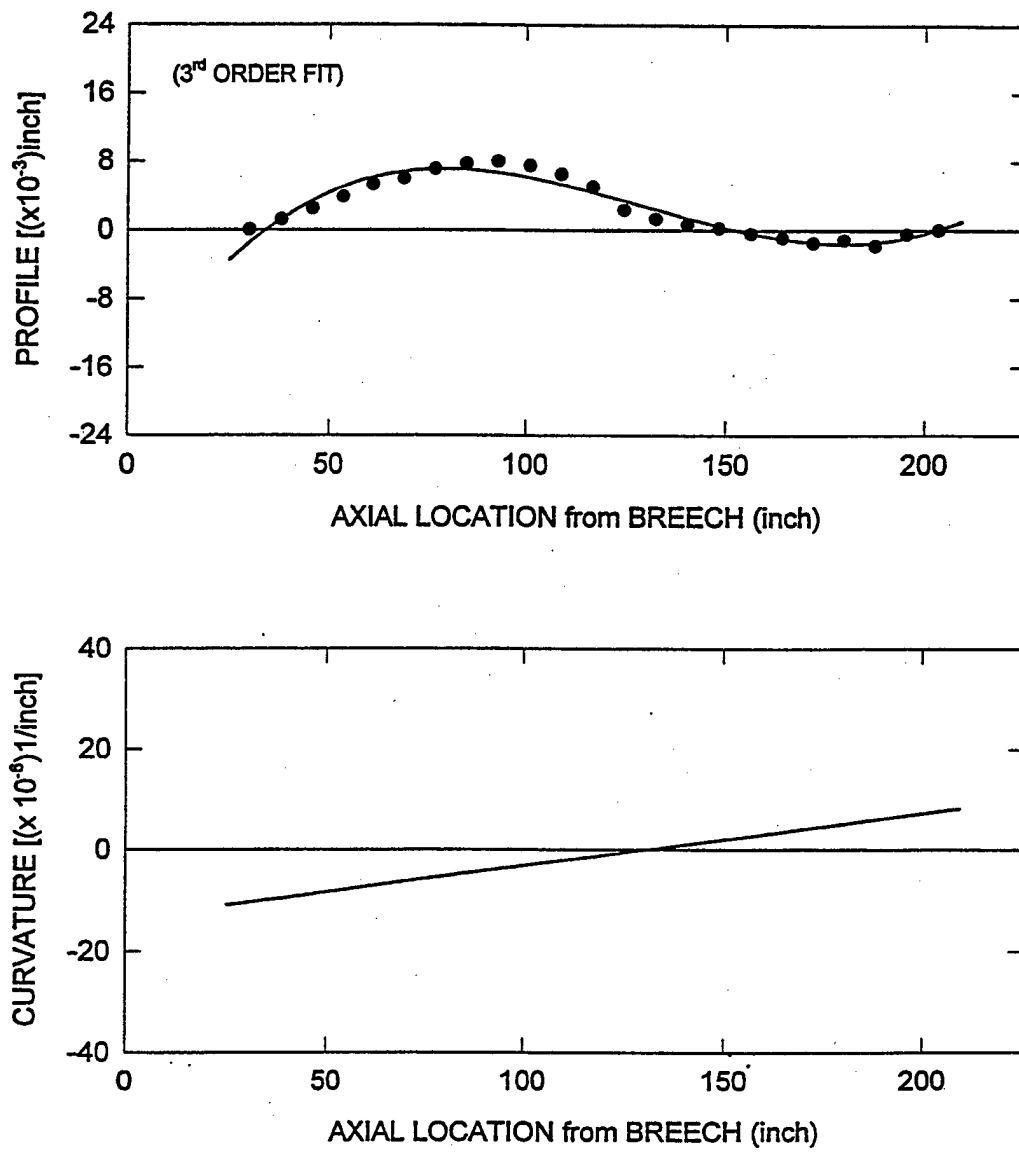 24
(3rd ORDER FIT)
16
8
0
-8
-16
-24
PROFILE [(x10-3)inch]
0 50 100 150 200
AXIAL LOCATION from BREECH (inch)
40
20
0
-20
-40
CURVATURE [(x 10-6)1/inch]
0 50 100 150 200
AXIAL LOCATION from BREECH (inch)